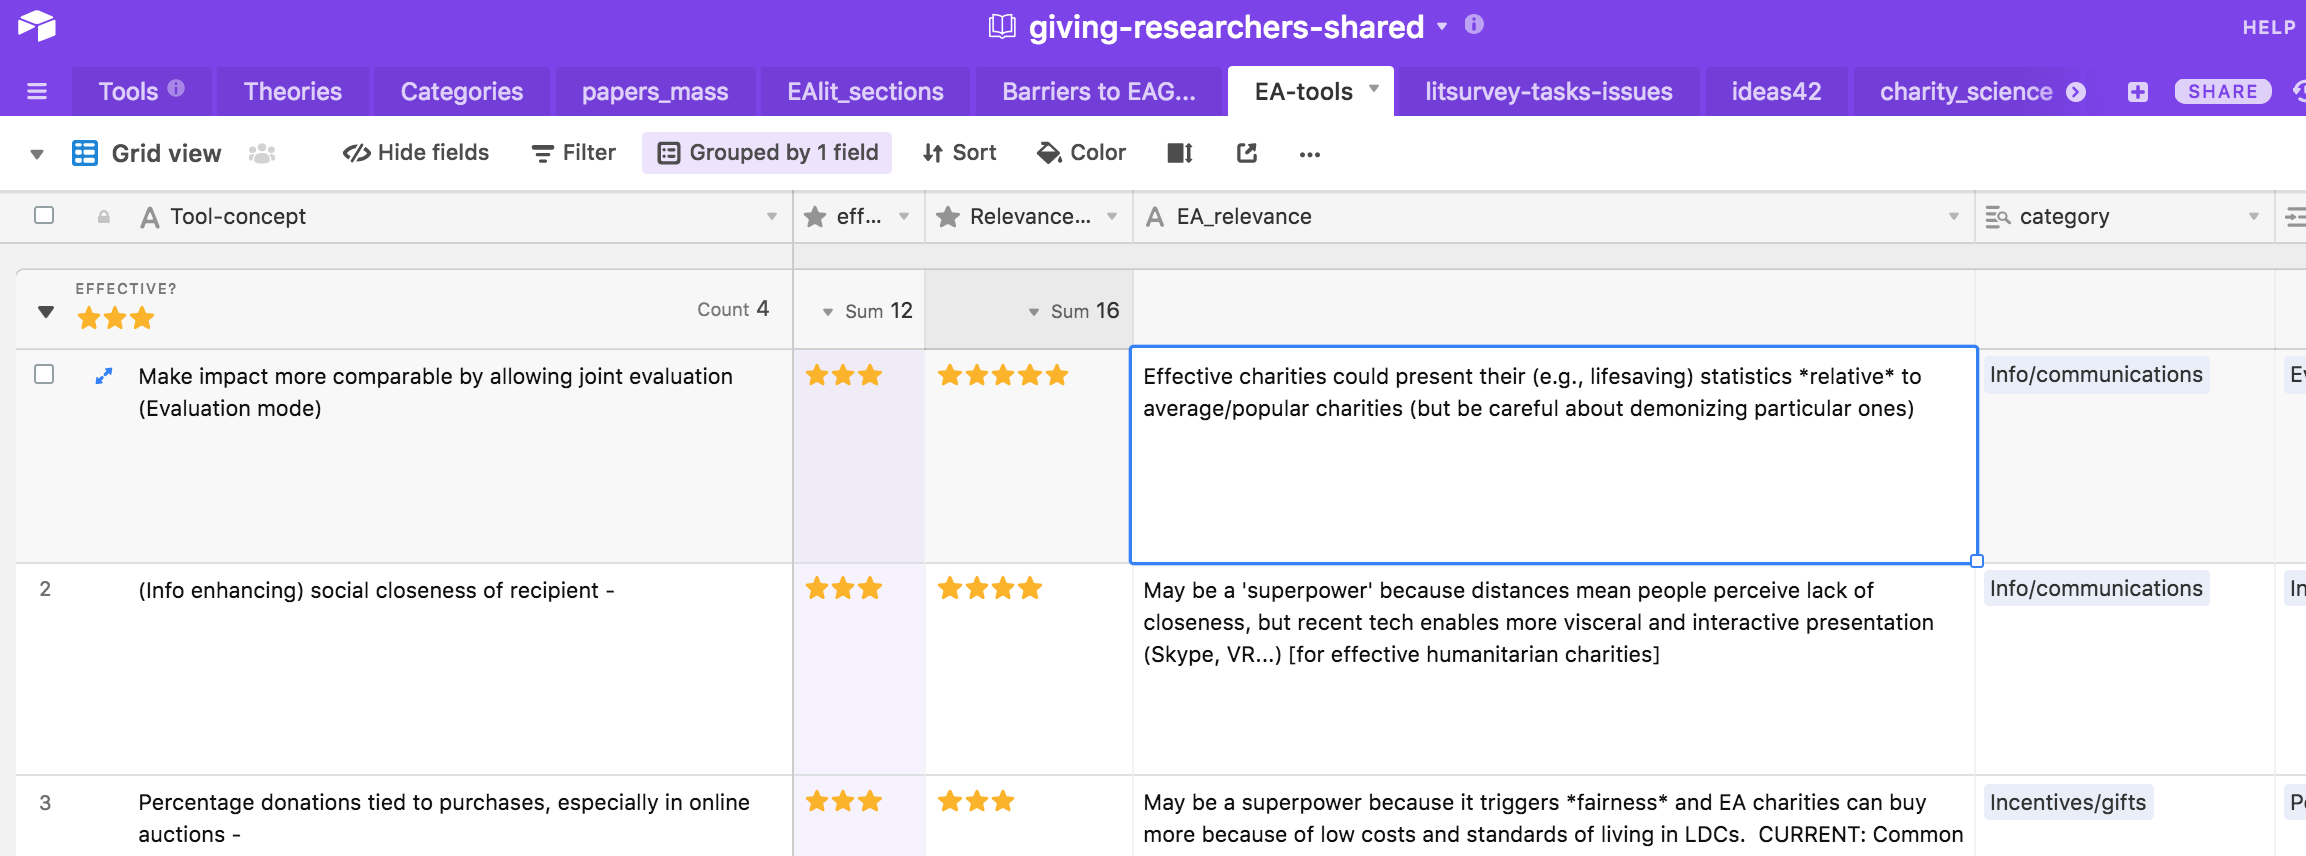 giving-researchers-shared
HELP
Tools
Theories
Categories
papers_mass
EAlit_sections
Barriers to EAG...
EA-tools
litsurvey-tasks-issues
ideas42
charity_science
SHARE
Grid view
Hide fields
Filter
Grouped by 1 field
Sort
Color
...
Tool-concept
eff...
Relevance...
EA_relevance
category
EFFECTIVE?
Count 4
Sum 12
Sum 16
Make impact more comparable by allowing joint evaluation
(Evaluation mode)
Effective charities could present their (e.g., lifesaving) statistics *relative* to
average/popular charities (but be careful about demonizing particular ones)
Info/communications
2
(Info enhancing) social closeness of recipient -
May be a 'superpower' because distances mean people perceive lack of
closeness, but recent tech enables more visceral and interactive presentation
(Skype, VR...) [for effective humanitarian charities]
Info/communications
3
Percentage donations tied to purchases, especially in online
auctions -
May be a superpower because it triggers *fairness* and EA charities can buy
more because of low costs and standards of living in LDCs.  CURRENT: Common
Incentives/gifts